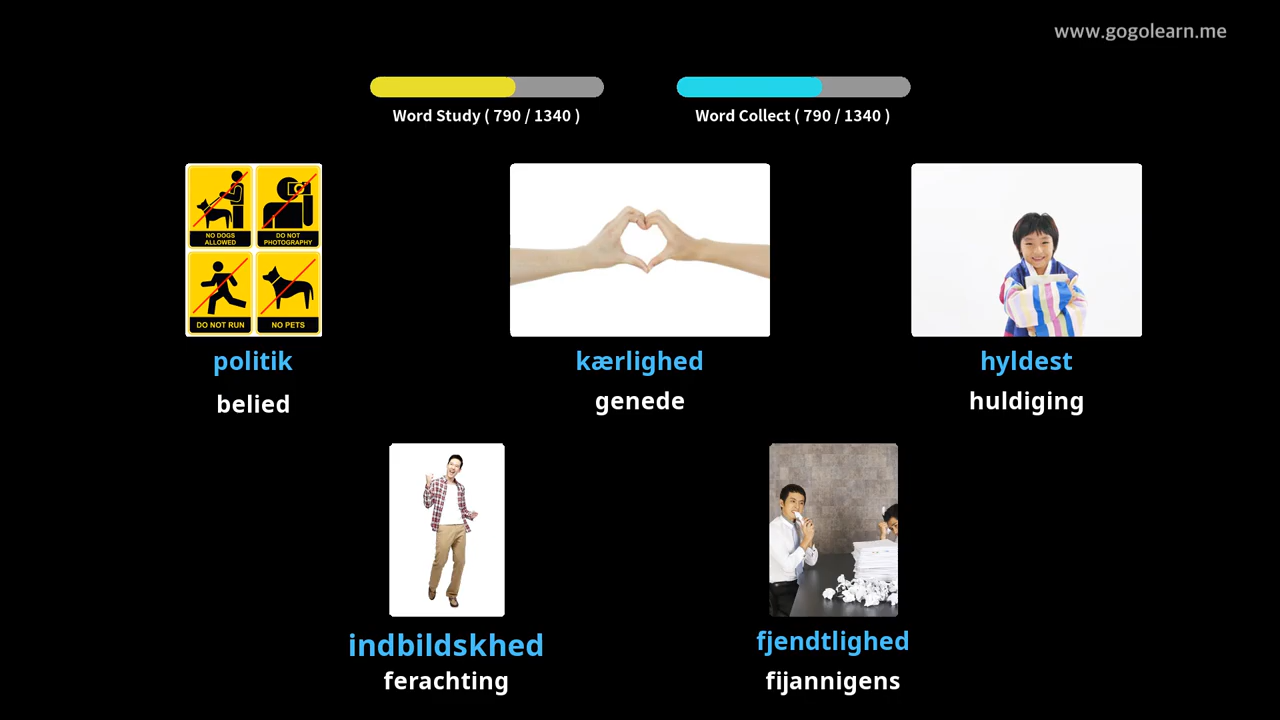 www.gogolearn.me
Word Study ( 790 / 1340 )
Word Collect ( 790 / 1340 )
NO DOGS
ALLOWED
DO NOT
PHOTOGRAPHY
DO NOT RUN
NO PETS
politik
kærlighed
hyldest
belied
genede
huldiging
indbildskhed
fjendtlighed
ferachting
fijannigens